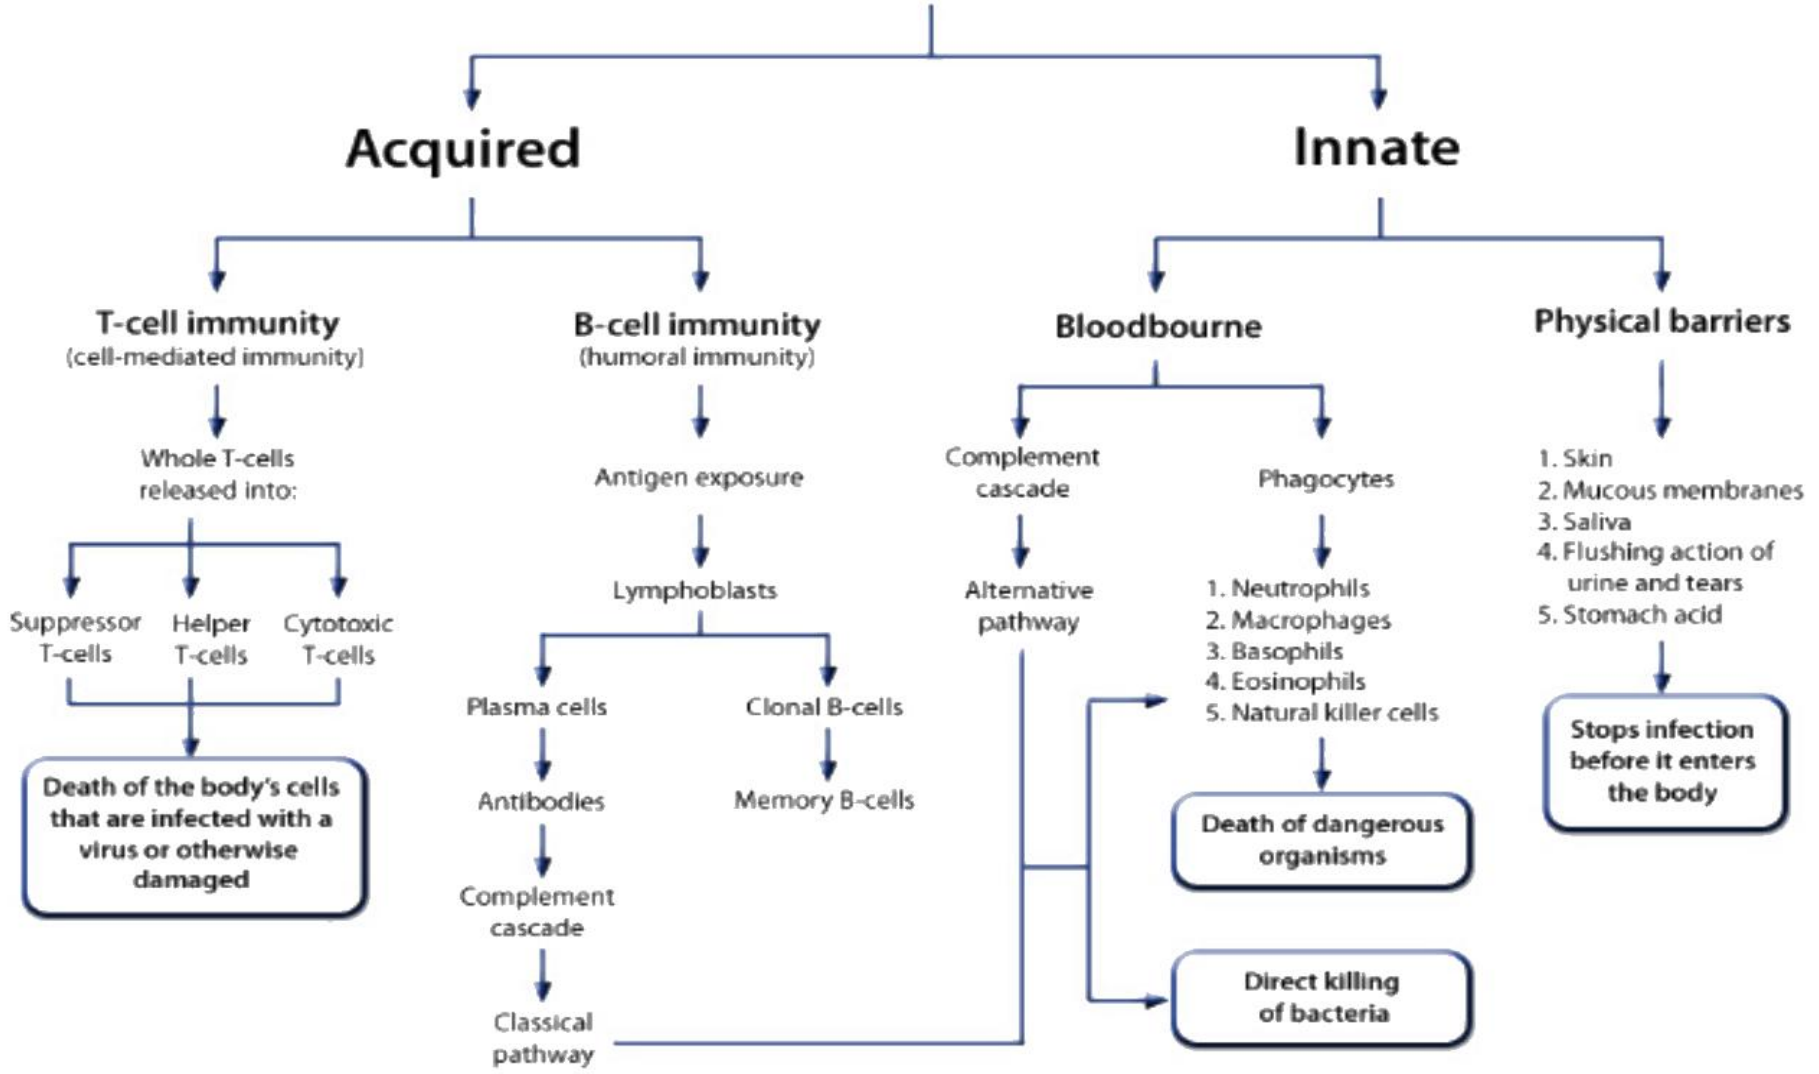 Acquired
Innate
T-cell immunity
(cell-mediated immunity)
B-cell immunity
(humoral immunity)
Bloodbourne
Physical barriers
Whole T-cells
released into:
Antigen exposure
Complement
cascade
Phagocytes
1. Skin
2. Mucous membranes
3. Saliva
4. Flushing action of
urine and tears
5. Stomach acid
Suppressor
T-cells
Helper
T-cells
Cytotoxic
T-cells
Lymphoblasts
Alternative
pathway
1. Neutrophils
2. Macrophages
3. Basophils
4. Eosinophils
5. Natural killer cells
Plasma cells
Clonal B-cells
Stops infection
before it enters
the body
Death of the body's cells
that are infected with a
virus or otherwise
damaged
Antibodies
Memory B-cells
Death of dangerous
organisms
Complement
cascade
Direct killing
of bacteria
Classical
pathway